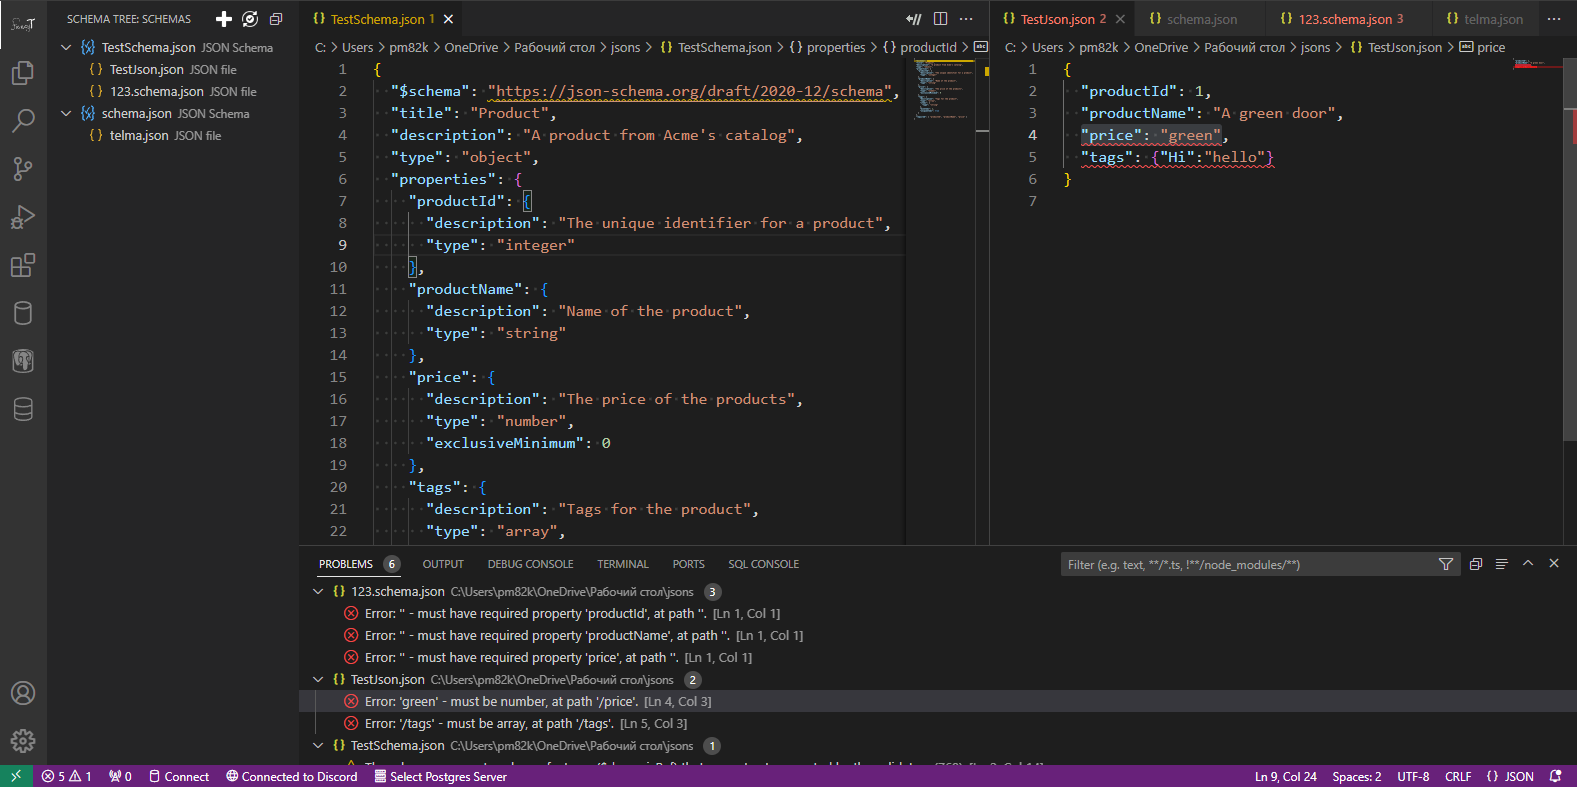 SCHEMA TREE: SCHEMAS
TestSchema.json JSON Schema
TestJson.json JSON file
123.schema.json JSON file
schema.json JSON Schema
telma.json JSON file
TestSchema.json 1
C: > Users > pm82k > OneDrive > Рабочий стол > jsons > {} TestSchema.json > {} properties > {} productId >
1 {
2 "$schema": "https://json-schema.org/draft/2020-12/schema",
3 "title": "Product",
4 "description": "A product from Acme's catalog",
5 "type": "object",
6 "properties": {
7 "productId": {
8 "description": "The unique identifier for a product",
9 "type": "integer"
10 },
11 "productName": {
12 "description": "Name of the product",
13 "type": "string"
14 },
15 "price": {
16 "description": "The price of the products",
17 "type": "number",
18 "exclusiveMinimum": 0
19 },
20 "tags": {
21 "description": "Tags for the product",
22 "type": "array",
TestJson.json 2
schema.json
123.schema.json 3
telma.json
C: > Users > pm82k > OneDrive > Рабочий стол > jsons > {} TestJson.json > abc price
1 {
2 "productId": 1,
3 "productName": "A green door",
4 "price": "green",
5 "tags": {"Hi":"hello"}
6 }
7
PROBLEMS 6 OUTPUT DEBUG CONSOLE TERMINAL PORTS SQL CONSOLE
Filter (e.g. text, **/*.ts, !**/node_modules/**)
123.schema.json C:\Users\pm82k\OneDrive\Рабочий стол\jsons 3
Error: '' - must have required property 'productId', at path ''. [Ln 1, Col 1]
Error: '' - must have required property 'productName', at path ''. [Ln 1, Col 1]
Error: '' - must have required property 'price', at path ''. [Ln 1, Col 1]
TestJson.json C:\Users\pm82k\OneDrive\Рабочий стол\jsons 2
Error: 'green' - must be number, at path '/price'. [Ln 4, Col 3]
Error: '/tags' - must be array, at path '/tags'. [Ln 5, Col 3]
TestSchema.json C:\Users\pm82k\OneDrive\Рабочий стол\jsons 1
5 1 0 Connect Connected to Discord Select Postgres Server Ln 9, Col 24 Spaces: 2 UTF-8 CRLF {} JSON